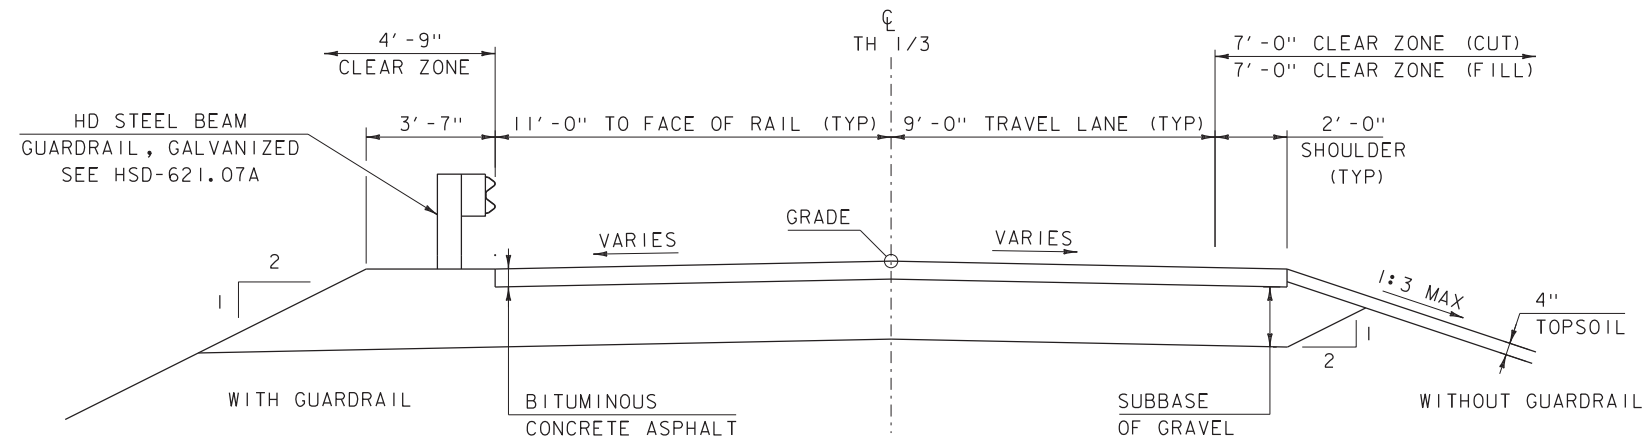 ℄
TH 1/3
4'-9"
CLEAR ZONE
7'-0" CLEAR ZONE (CUT)
7'-0" CLEAR ZONE (FILL)
HD STEEL BEAM
GUARDRAIL, GALVANIZED
SEE HSD-621.07A
3'-7"
11'-0" TO FACE OF RAIL (TYP)
9'-0" TRAVEL LANE (TYP)
2'-0"
SHOULDER
(TYP)
GRADE
VARIES
VARIES
2
1
1:3 MAX
4"
TOPSOIL
1
2
WITH GUARDRAIL
BITUMINOUS
CONCRETE ASPHALT
SUBBASE
OF GRAVEL
WITHOUT GUARDRAIL